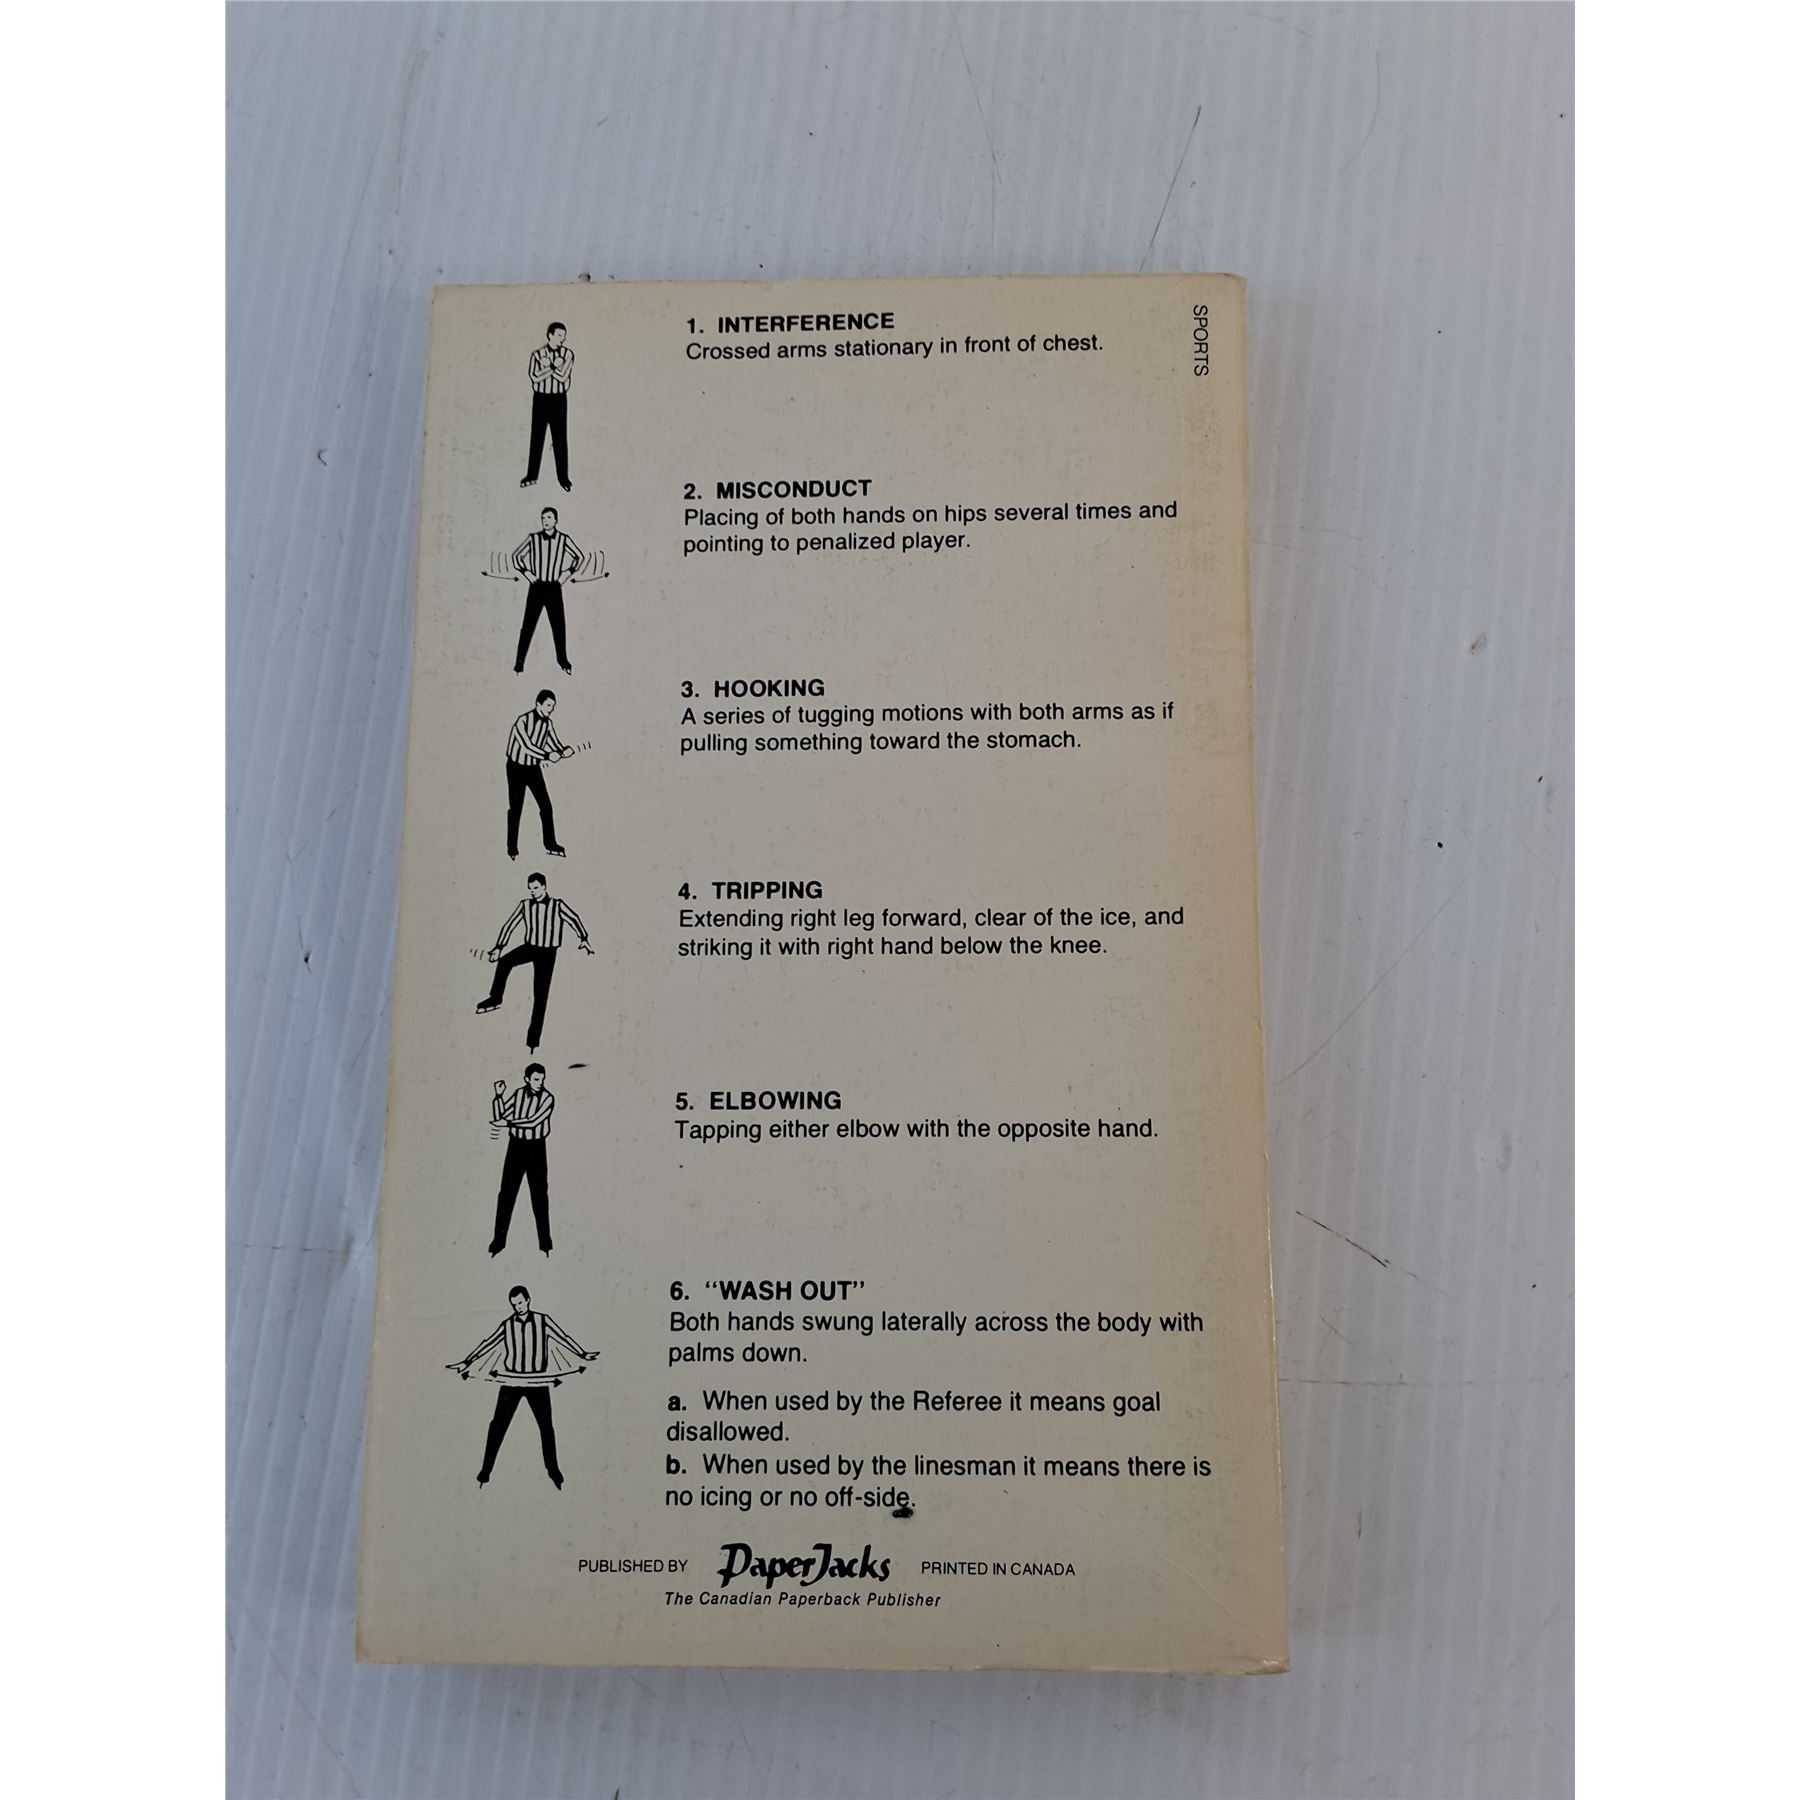 SPORTS
1. INTERFERENCE
Crossed arms stationary in front of chest.
2. MISCONDUCT
Placing of both hands on hips several times and
pointing to penalized player.
3. HOOKING
A series of tugging motions with both arms as if
pulling something toward the stomach.
4. TRIPPING
Extending right leg forward, clear of the ice, and
striking it with right hand below the knee.
5. ELBOWING
Tapping either elbow with the opposite hand.
6. “WASH OUT”
Both hands swung laterally across the body with
palms down.
a. When used by the Referee it means goal
disallowed.
b. When used by the linesman it means there is
no icing or no off-side.
PUBLISHED BY PaperJacks PRINTED IN CANADA
The Canadian Paperback Publisher